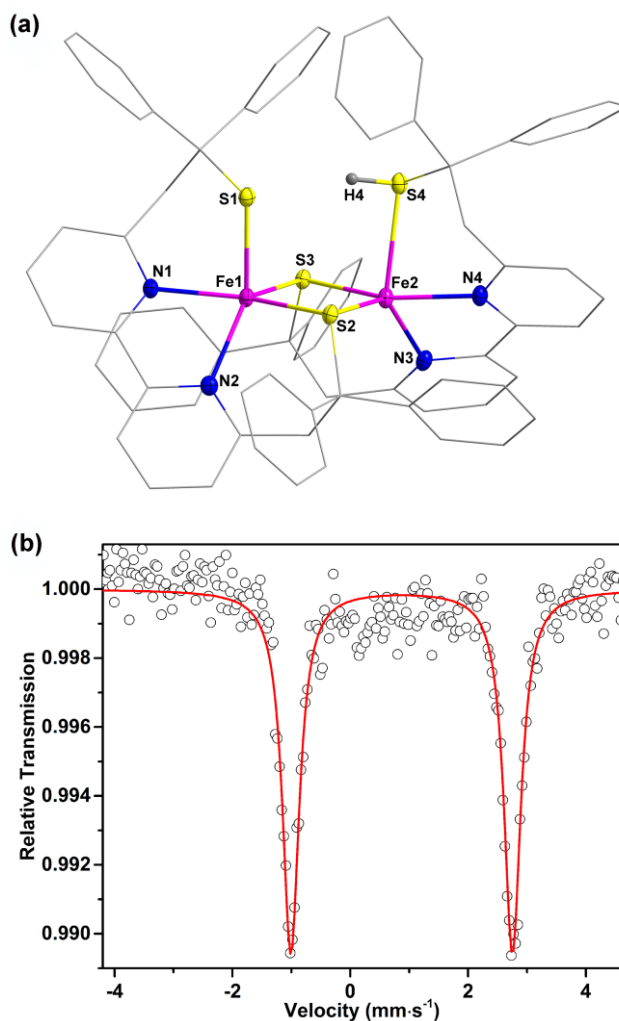 (a)
H4
S4
S1
S3
N1
Fe1
Fe2
N4
S2
N3
N2
(b)
1.000
0.998
0.996
0.994
0.992
0.990
Relative Transmission
-4 -2 0 2 4
Velocity (mm·s⁻¹)